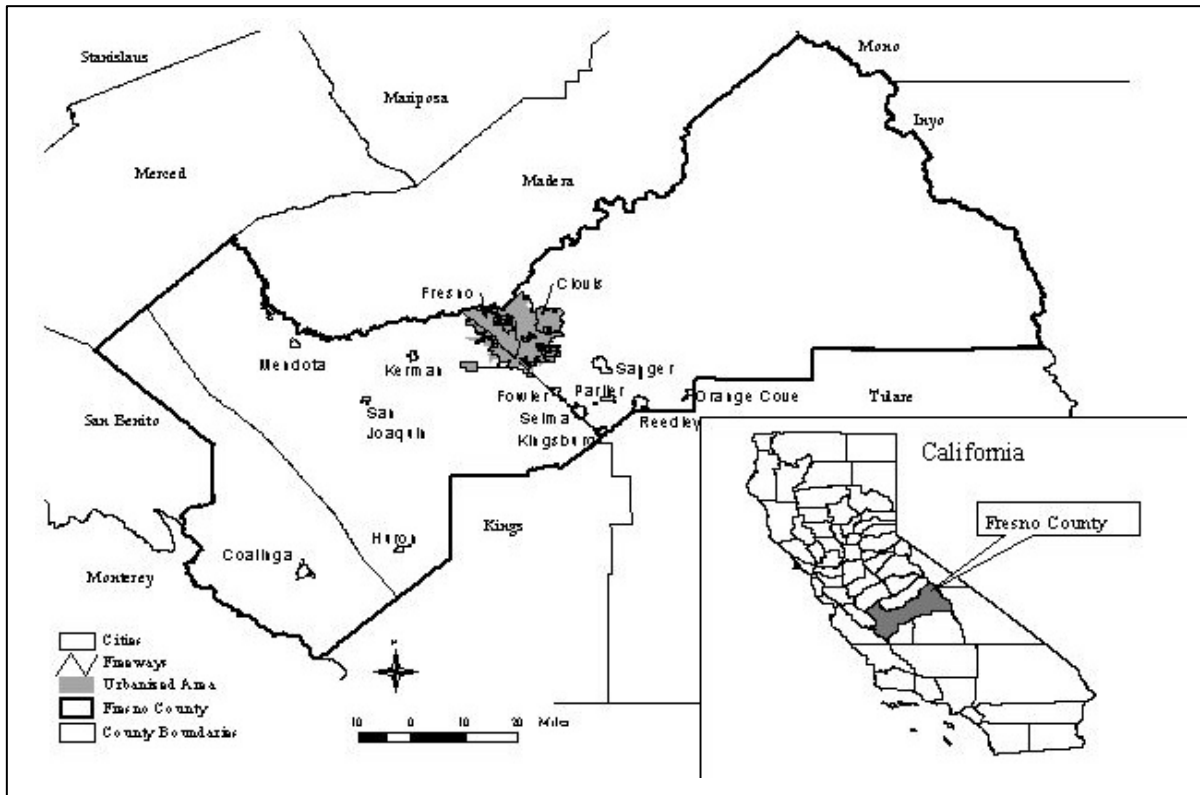 Stanislaus
Mono
Mariposa
Inyo
Merced
Madera
Fresno
Clovis
Mendota
Kerman
Sanger
Fowler
Parlier
Orange Cove
Tulare
San Benito
San
Joaquin
Selma
Reedley
Kingsburg
California
Fresno County
Kings
Huron
Coalinga
Monterey
Cities
Freeways
Urbanised Area
Fresno County
County Boundaries
N
10 0 10 20 Miles